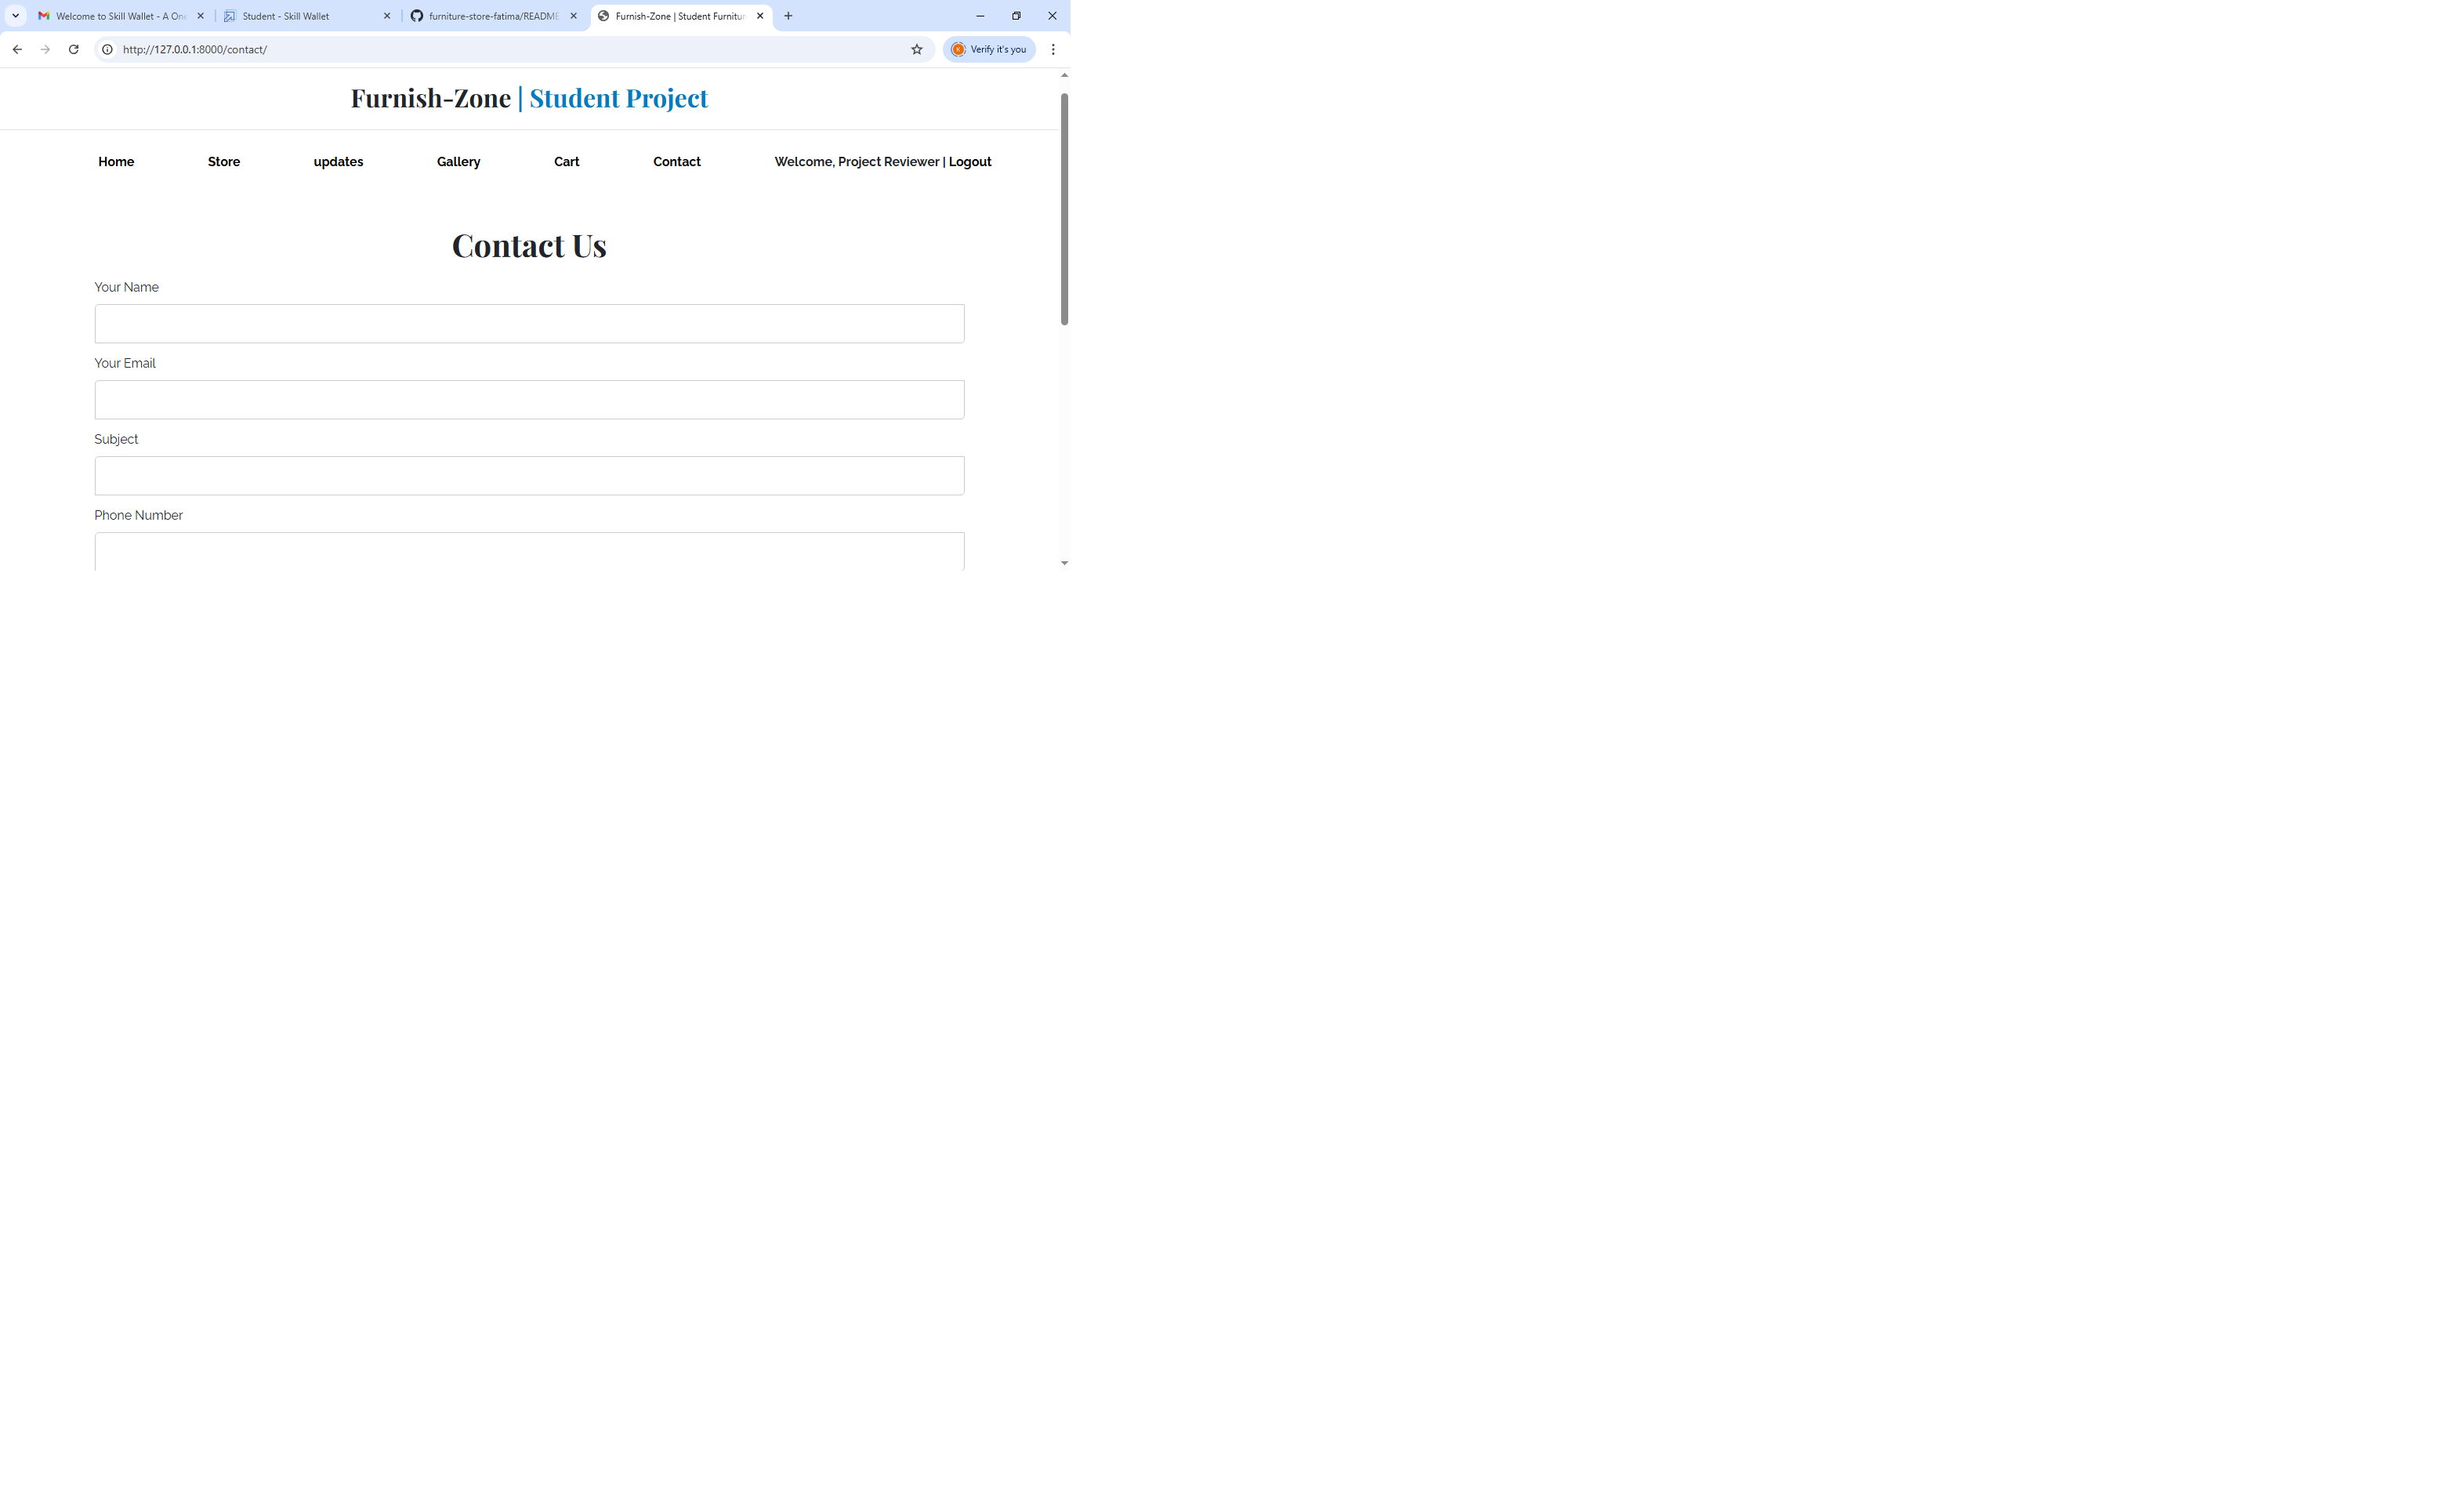 Welcome to Skill Wallet - A On
Student - Skill Wallet
furniture-store-fatima/README
Furnish-Zone | Student Furnitur
http://127.0.0.1:8000/contact/
K
Verify it's you
Furnish-Zone | Student Project
Home Store updates Gallery Cart Contact Welcome, Project Reviewer | Logout
Contact Us
Your Name
Your Email
Subject
Phone Number